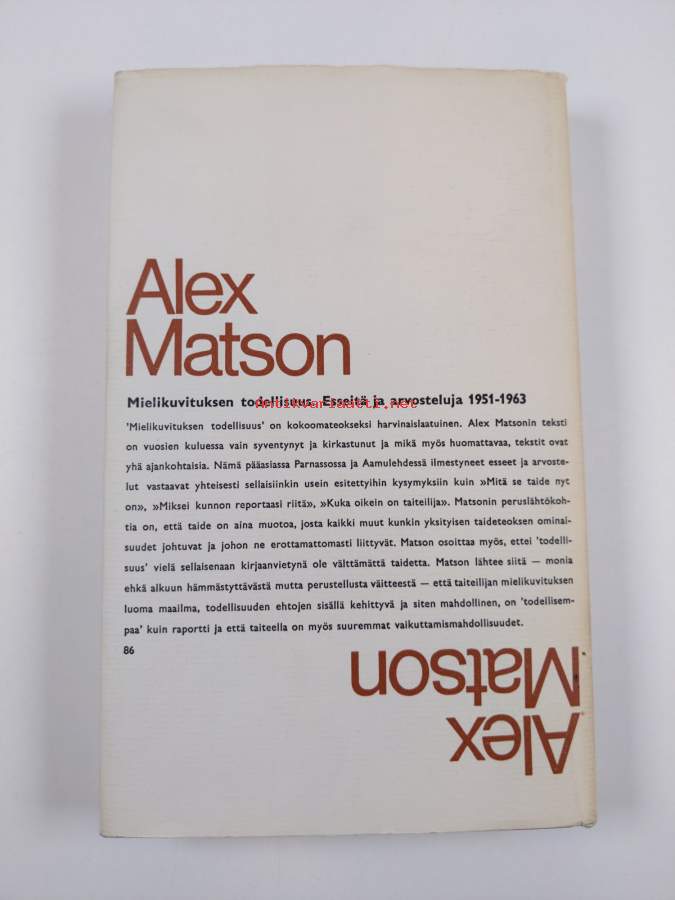 Alex
Matson
Mielikuvituksen todellisuus Esseitä ja arvosteluja 1951-1963
Antikvariaatti.net
'Mielikuvituksen todellisuus' on kokoomateokseksi harvinaislaatuinen. Alex Matsonin teksti
on vuosien kuluessa vain syventynyt ja kirkastunut ja mikä myös huomattavaa, tekstit ovat
yhä ajankohtaisia. Nämä pääasiassa Parnassossa ja Aamulehdessä ilmestyneet esseet ja arvoste-
lut vastaavat yhteisesti sellaisiinkin usein esitettyihin kysymyksiin kuin »Mitä se taide nyt
on», »Miksei kunnon reportaasi riitä», »Kuka oikein on taiteilija». Matsonin peruslähtökoh-
tia on, että taide on aina muotoa, josta kaikki muut kunkin yksityisen taideteoksen ominai-
suudet johtuvat ja johon ne erottamattomasti liittyvät. Matson osoittaa myös, ettei 'todelli-
suus' vielä sellaisenaan kirjaanvietynä ole välttämättä taidetta. Matson lähtee siitä — monia
ehkä alkuun hämmästyttävästä mutta perustellusta väitteestä — että taiteilijan mielikuvituksen
luoma maailma, todellisuuden ehtojen sisällä kehittyvä ja siten mahdollinen, on 'todellisem-
paa' kuin raportti ja että taiteella on myös suuremmat vaikuttamismahdollisuudet.
86
Matson
Alex